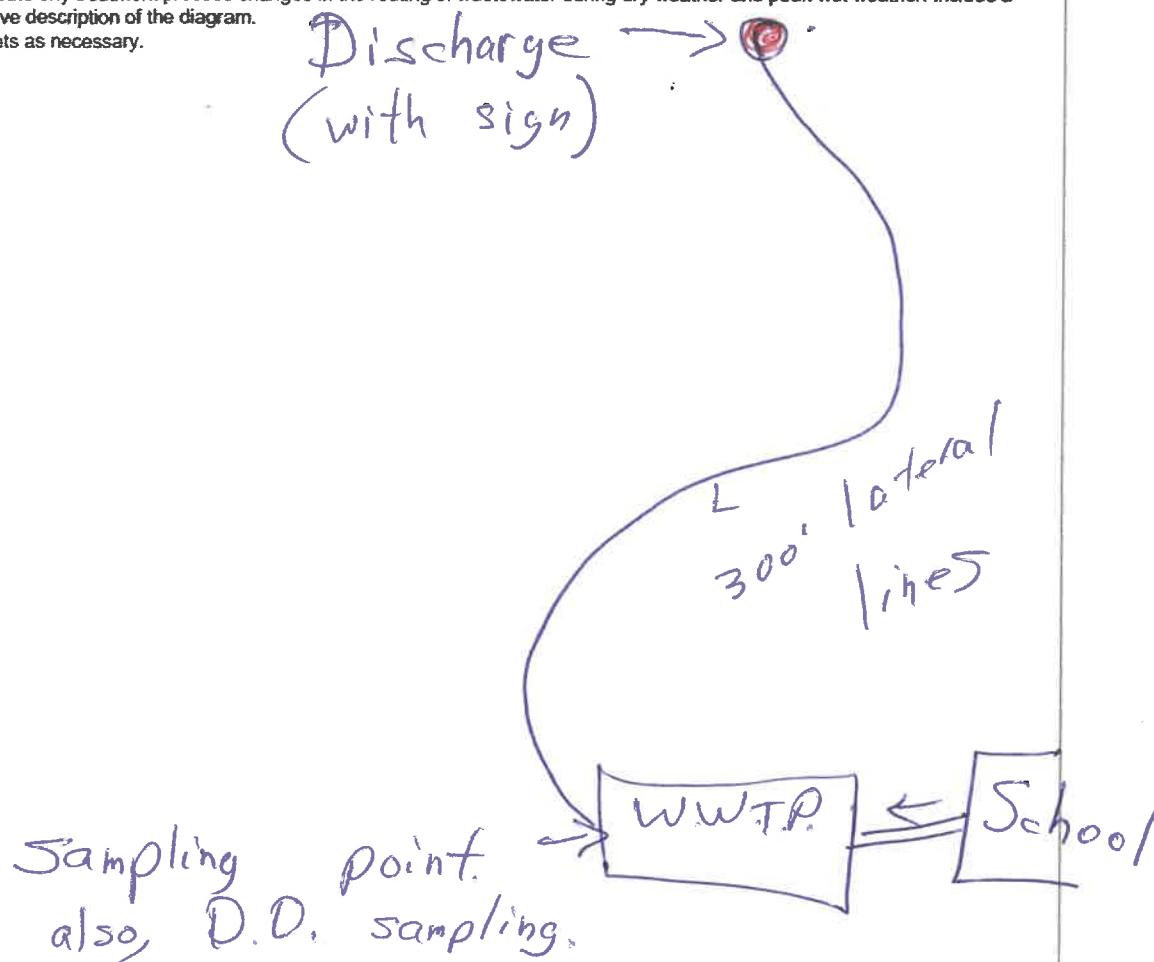 ve description of the diagram.
ts as necessary.
Discharge
(with sign)
L
300' lateral
lines
W.W.T.P.
School
Sampling point.
also, D.O. sampling.